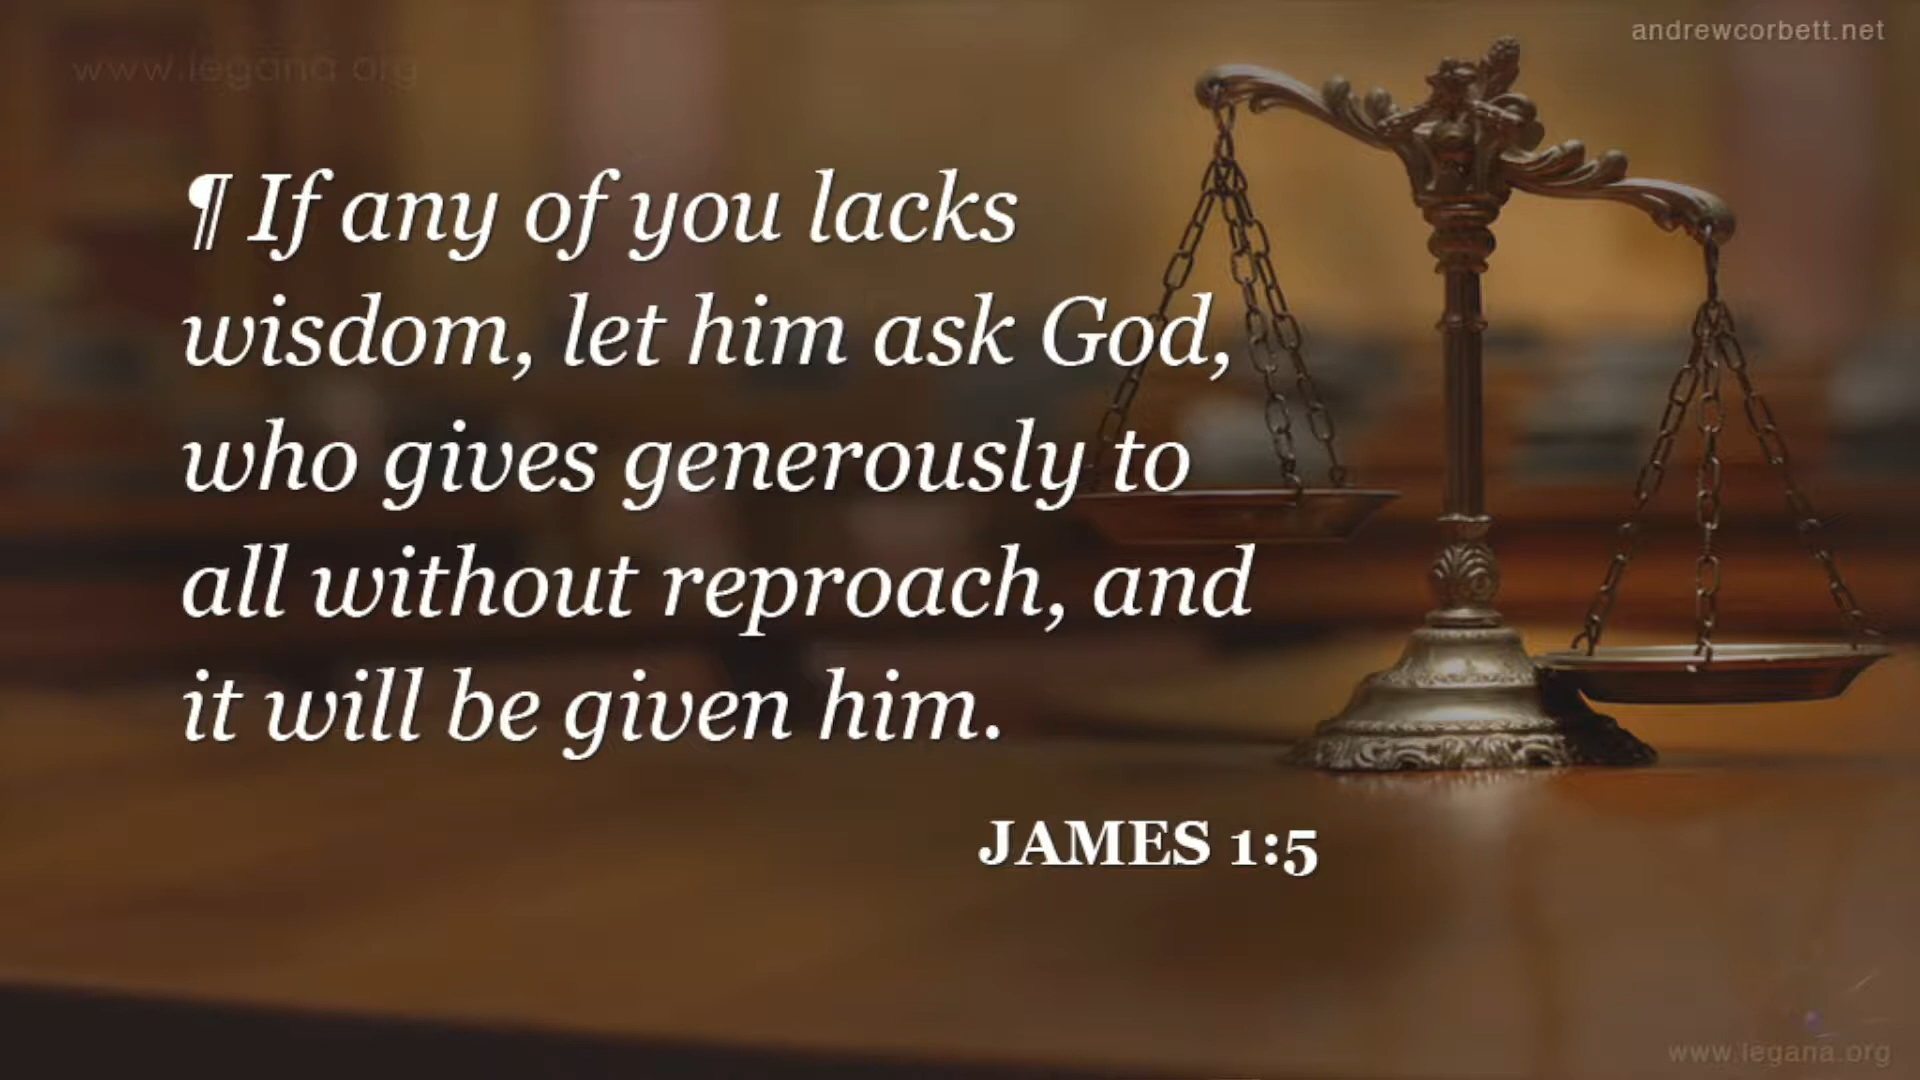 andrewcorbett.net
www.legana.org
¶ If any of you lacks
wisdom, let him ask God,
who gives generously to
all without reproach, and
it will be given him.
JAMES 1:5
www.legana.org